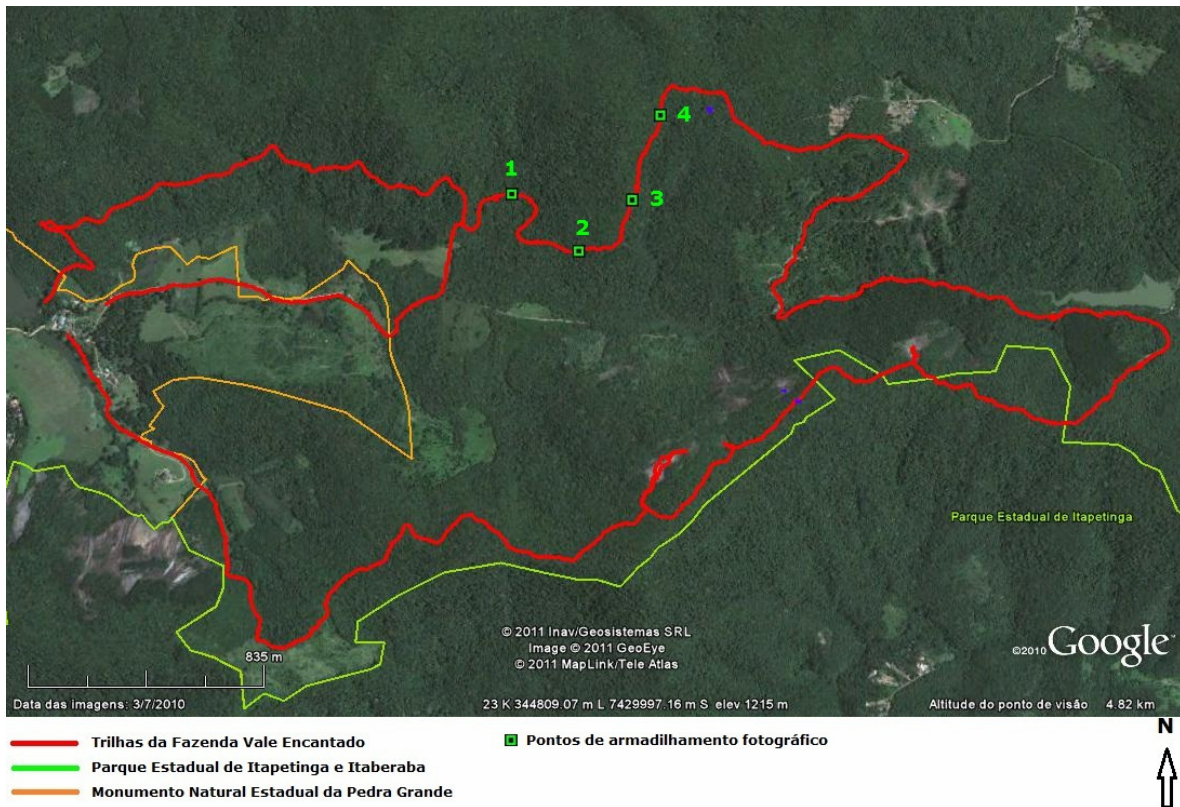 4
1
3
2
Parque Estadual de Itapetinga
© 2011 Inav/Geosistemas SRL
Image © 2011 GeoEye
© 2011 MapLink/Tele Atlas
©2010 Google™
835 m
Data das imagens: 3/7/2010
23 K 344809.07 m L 7429997.16 m S elev 1215 m
Altitude do ponto de visão 4.82 km
Trilhas da Fazenda Vale Encantado
Pontos de armadilhamento fotográfico
N
Parque Estadual de Itapetinga e Itaberaba
Monumento Natural Estadual da Pedra Grande